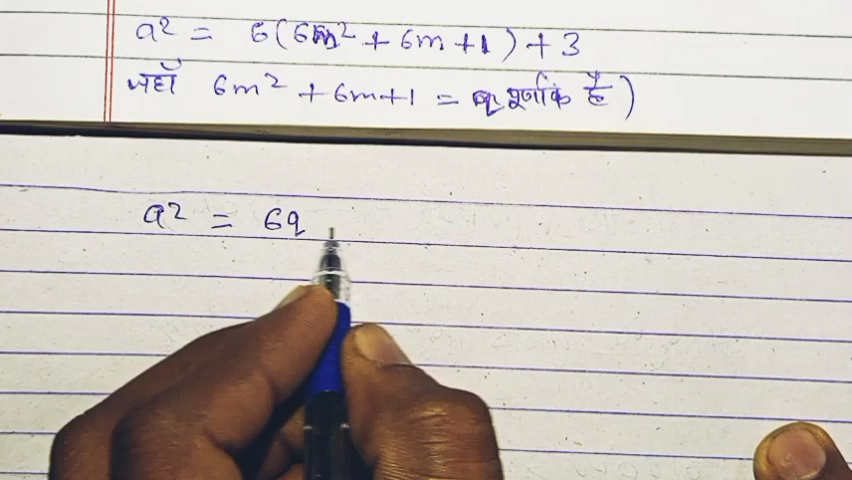 a² = 6(6m² + 6m + 1) + 3
जहाँ 6m² + 6m + 1 = q पूर्णांक है)
a² = 6q